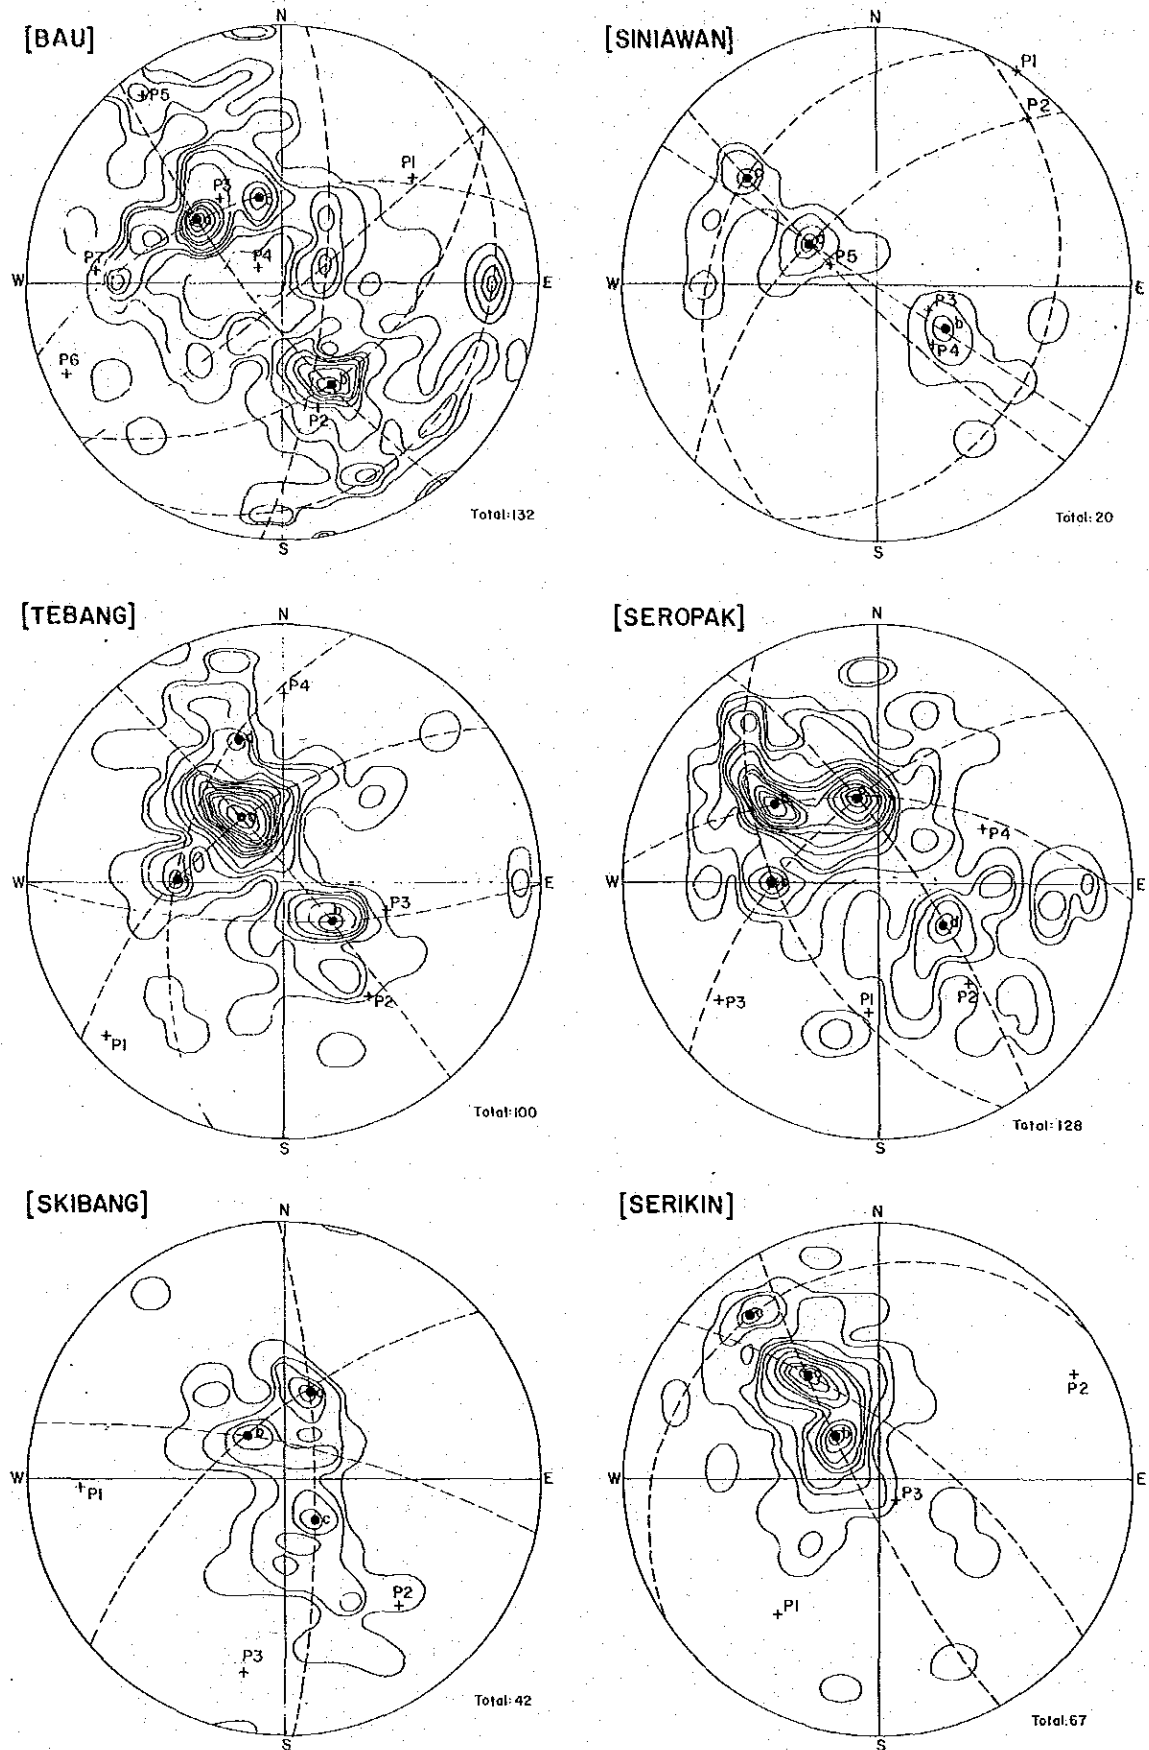 [BAU]
N
P5
P1
P3
P4
P7
W
E
P6
b
P2
Total:132
S
[SINIAWAN]
N
P1
P2
P5
W
E
P3
b
P4
Total:20
S
[TEBANG]
N
P4
W
E
P3
P2
P1
Total:100
S
[SEROPAK]
N
P4
W
E
d
P2
P3
P1
Total:128
S
[SKIBANG]
N
b
W
E
P1
c
P2
P3
Total:42
S
[SERIKIN]
N
P2
b
W
E
P3
P1
Total:67
S